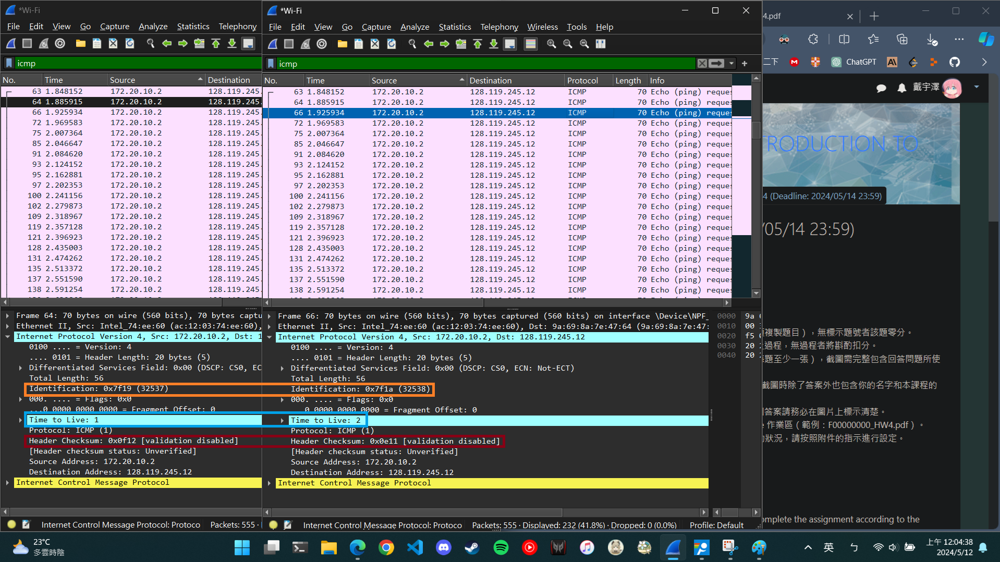 *Wi-Fi
File Edit View Go Capture Analyze Statistics Telephony
icmp
No. Time Source Destination
63 1.848152 172.20.10.2 128.119.245.
64 1.885915 172.20.10.2 128.119.245.
66 1.925934 172.20.10.2 128.119.245.
72 1.969583 172.20.10.2 128.119.245.
75 2.007364 172.20.10.2 128.119.245.
85 2.046647 172.20.10.2 128.119.245.
91 2.084620 172.20.10.2 128.119.245.
93 2.124152 172.20.10.2 128.119.245.
95 2.162881 172.20.10.2 128.119.245.
97 2.202353 172.20.10.2 128.119.245.
100 2.241156 172.20.10.2 128.119.245.
102 2.279873 172.20.10.2 128.119.245.
109 2.318967 172.20.10.2 128.119.245.
119 2.357128 172.20.10.2 128.119.245.
121 2.396923 172.20.10.2 128.119.245.
128 2.435003 172.20.10.2 128.119.245.
131 2.474262 172.20.10.2 128.119.245.
135 2.513372 172.20.10.2 128.119.245.
137 2.551590 172.20.10.2 128.119.245.
138 2.591254 172.20.10.2 128.119.245.
Frame 64: 70 bytes on wire (560 bits), 70 bytes captu
Ethernet II, Src: Intel_74:ee:60 (ac:12:03:74:ee:60),
Internet Protocol Version 4, Src: 172.20.10.2, Dst: 1
0100 .... = Version: 4
.... 0101 = Header Length: 20 bytes (5)
Differentiated Services Field: 0x00 (DSCP: CS0, EC
Total Length: 56
Identification: 0x7f19 (32537)
000. .... = Flags: 0x0
...0 0000 0000 0000 = Fragment Offset: 0
Time to Live: 1
Protocol: ICMP (1)
Header Checksum: 0x0f12 [validation disabled]
[Header checksum status: Unverified]
Source Address: 172.20.10.2
Destination Address: 128.119.245.12
Internet Control Message Protocol
Internet Control Message Protocol: Protoco Packets: 555 ·
*Wi-Fi
File Edit View Go Capture Analyze Statistics Telephony Wireless Tools Help
icmp
No. Time Source Destination Protocol Length Info
63 1.848152 172.20.10.2 128.119.245.12 ICMP 70 Echo (ping) reques
64 1.885915 172.20.10.2 128.119.245.12 ICMP 70 Echo (ping) reques
66 1.925934 172.20.10.2 128.119.245.12 ICMP 70 Echo (ping) reques
72 1.969583 172.20.10.2 128.119.245.12 ICMP 70 Echo (ping) reques
75 2.007364 172.20.10.2 128.119.245.12 ICMP 70 Echo (ping) reques
85 2.046647 172.20.10.2 128.119.245.12 ICMP 70 Echo (ping) reques
91 2.084620 172.20.10.2 128.119.245.12 ICMP 70 Echo (ping) reques
93 2.124152 172.20.10.2 128.119.245.12 ICMP 70 Echo (ping) reques
95 2.162881 172.20.10.2 128.119.245.12 ICMP 70 Echo (ping) reques
97 2.202353 172.20.10.2 128.119.245.12 ICMP 70 Echo (ping) reques
100 2.241156 172.20.10.2 128.119.245.12 ICMP 70 Echo (ping) reques
102 2.279873 172.20.10.2 128.119.245.12 ICMP 70 Echo (ping) reques
109 2.318967 172.20.10.2 128.119.245.12 ICMP 70 Echo (ping) reques
119 2.357128 172.20.10.2 128.119.245.12 ICMP 70 Echo (ping) reques
121 2.396923 172.20.10.2 128.119.245.12 ICMP 70 Echo (ping) reques
128 2.435003 172.20.10.2 128.119.245.12 ICMP 70 Echo (ping) reques
131 2.474262 172.20.10.2 128.119.245.12 ICMP 70 Echo (ping) reques
135 2.513372 172.20.10.2 128.119.245.12 ICMP 70 Echo (ping) reques
137 2.551590 172.20.10.2 128.119.245.12 ICMP 70 Echo (ping) reques
138 2.591254 172.20.10.2 128.119.245.12 ICMP 70 Echo (ping) reques
Frame 66: 70 bytes on wire (560 bits), 70 bytes captured (560 bits) on interface \Device\NPF_
Ethernet II, Src: Intel_74:ee:60 (ac:12:03:74:ee:60), Dst: 9a:69:8a:7e:47:64 (9a:69:8a:7e:47:
Internet Protocol Version 4, Src: 172.20.10.2, Dst: 128.119.245.12
0100 .... = Version: 4
.... 0101 = Header Length: 20 bytes (5)
Differentiated Services Field: 0x00 (DSCP: CS0, ECN: Not-ECT)
Total Length: 56
Identification: 0x7f1a (32538)
000. .... = Flags: 0x0
...0 0000 0000 0000 = Fragment Offset: 0
Time to Live: 2
Protocol: ICMP (1)
Header Checksum: 0x0e11 [validation disabled]
[Header checksum status: Unverified]
Source Address: 172.20.10.2
Destination Address: 128.119.245.12
Internet Control Message Protocol
0000 9a
0010 00
0020 f5
0030 20
0040 20
Internet Control Message Protocol: Protoco Packets: 555 · Displayed: 232 (41.8%) · Dropped: 0 (0.0%) Profile: Default
4.pdf
二下 ChatGPT
戴宇澤
RODUCTION TO
4 (Deadline: 2024/05/14 23:59)
/05/14 23:59)
複製題目），無標示題號者該題零分。
過程，無過程者將斟酌扣分。
題至少一張），截圖需完整包含回答問題所使
截圖時除了答案外也包含你的名字和本課程的
答案請務必在圖片上標示清楚。
作業區（範例：F00000000_HW4.pdf）。
狀況，請按照附件的指示進行設定。
omplete the assignment according to the
23°C
多雲時陰
英
上午 12:04:38
2024/5/12